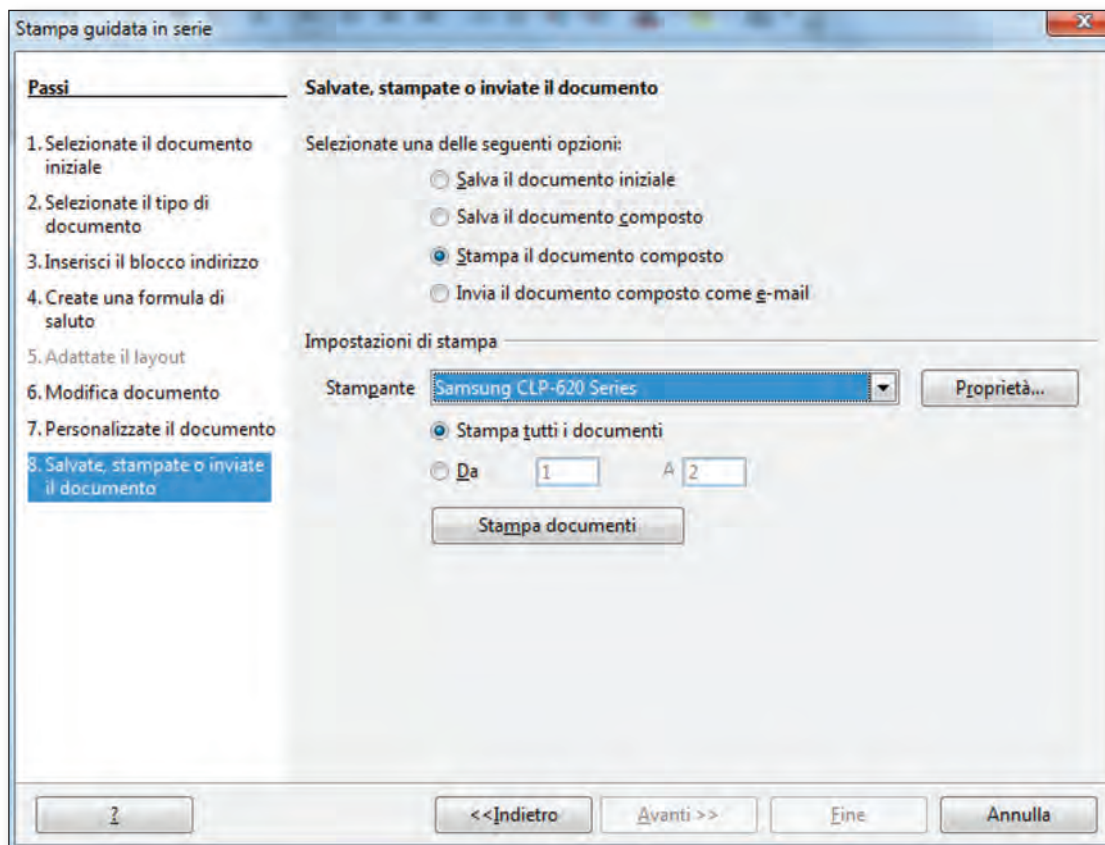 Stampa guidata in serie
Passi
1. Selezionate il documento
iniziale
2. Selezionate il tipo di
documento
3. Inserisci il blocco indirizzo
4. Create una formula di
saluto
5. Adattate il layout
6. Modifica documento
7. Personalizzate il documento
8. Salvate, stampate o inviate
il documento
Salvate, stampate o inviate il documento
Selezionate una delle seguenti opzioni:
Salva il documento iniziale
Salva il documento composto
Stampa il documento composto
Invia il documento composto come e-mail
Impostazioni di stampa
Stampante Samsung CLP-620 Series Proprietà...
Stampa tutti i documenti
Da 1 A 2
Stampa documenti
? <<Indietro Avanti >> Fine Annulla